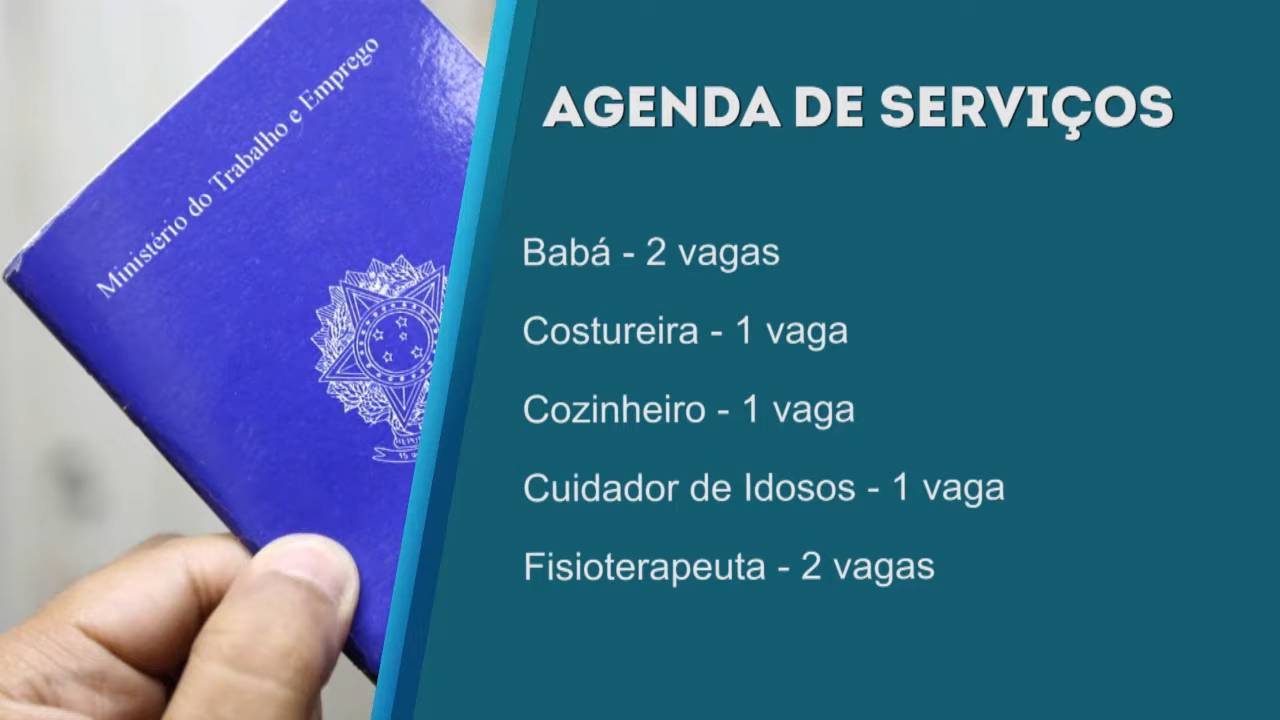 Ministério do Trabalho e Emprego
AGENDA DE SERVIÇOS
Babá - 2 vagas
Costureira - 1 vaga
Cozinheiro - 1 vaga
Cuidador de Idosos - 1 vaga
Fisioterapeuta - 2 vagas